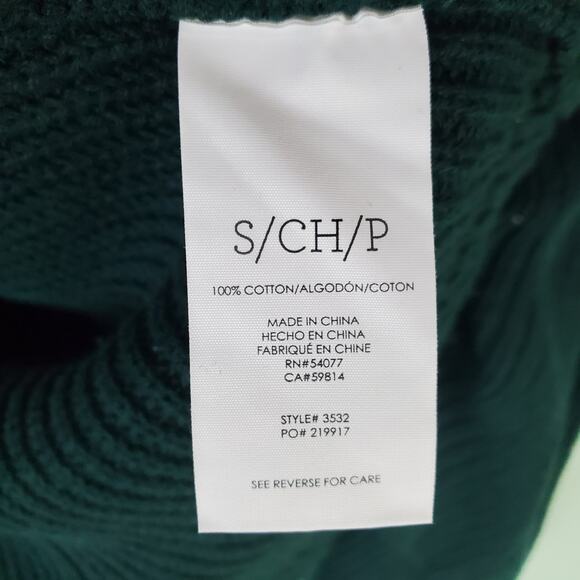 S/CH/P
100% COTTON/ALGODÓN/COTON
MADE IN CHINA
HECHO EN CHINA
FABRIQUÉ EN CHINE
RN#54077
CA#59814
STYLE# 3532
PO# 219917
SEE REVERSE FOR CARE